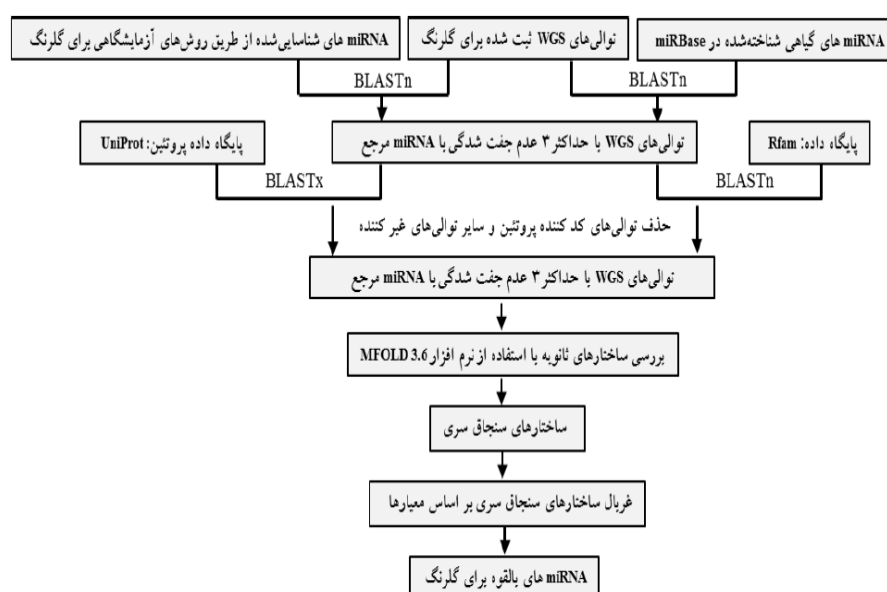 miRNA های گیاهی شناخته‌شده در miRBase
توالی‌های WGS ثبت شده برای گلرنگ
miRNA های شناسایی‌شده از طریق روش‌های آزمایشگاهی برای گلرنگ
BLASTn
BLASTn
پایگاه داده: Rfam
توالی‌های WGS با حداکثر ۳ عدم جفت شدگی با miRNA مرجع
پایگاه داده پروتئین: UniProt
BLASTn
BLASTx
حذف توالی‌های کد کننده پروتئین و سایر توالی‌های غیر کننده
توالی‌های WGS با حداکثر ۳ عدم جفت شدگی با miRNA مرجع
بررسی ساختارهای ثانویه با استفاده از نرم افزار MFOLD 3.6
ساختارهای سنجاق سری
غربال ساختارهای سنجاق سری بر اساس معیارها
miRNA های بالقوه برای گلرنگ